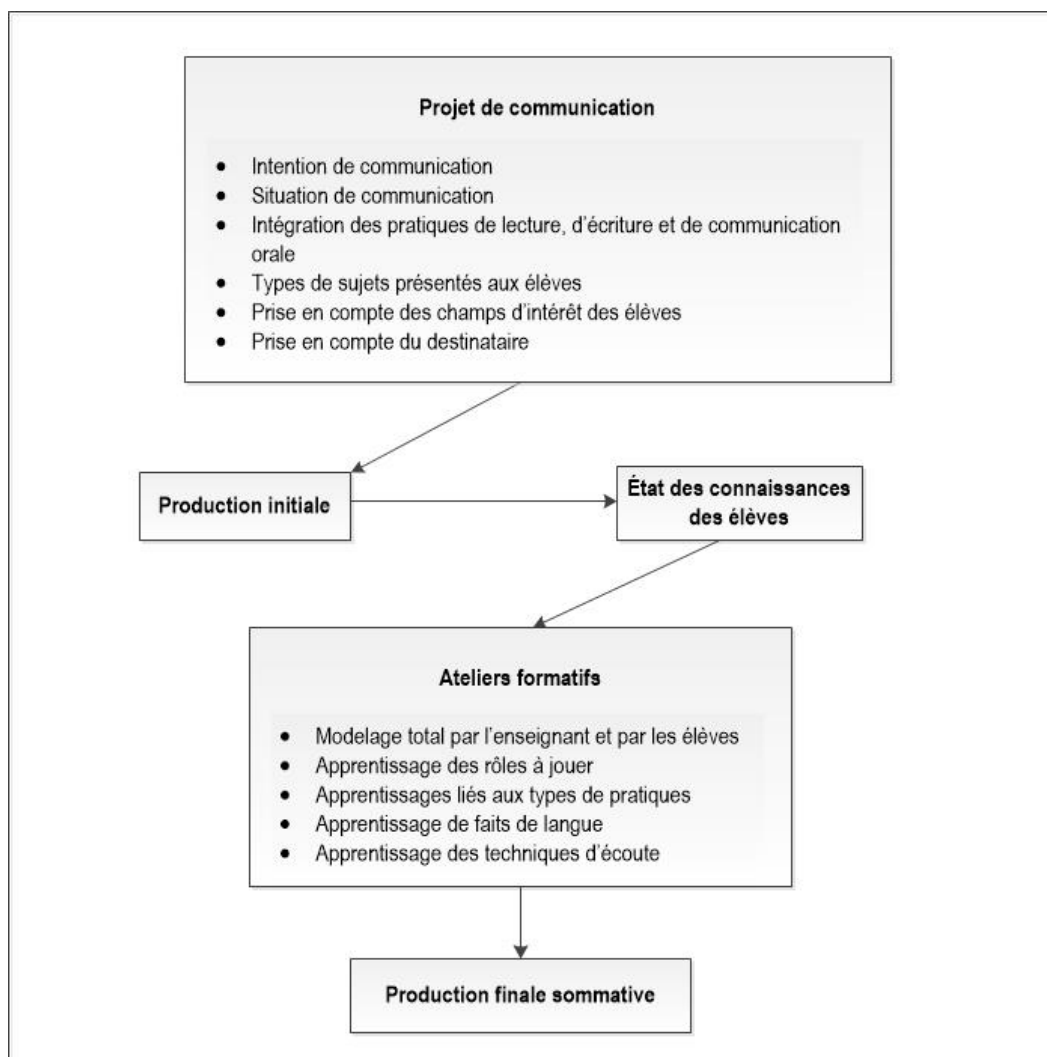 Projet de communication
• Intention de communication
• Situation de communication
• Intégration des pratiques de lecture, d'écriture et de communication
orale
• Types de sujets présentés aux élèves
• Prise en compte des champs d'intérêt des élèves
• Prise en compte du destinataire
Production initiale
État des connaissances
des élèves
Ateliers formatifs
• Modelage total par l'enseignant et par les élèves
• Apprentissage des rôles à jouer
• Apprentissages liés aux types de pratiques
• Apprentissage de faits de langue
• Apprentissage des techniques d'écoute
Production finale sommative